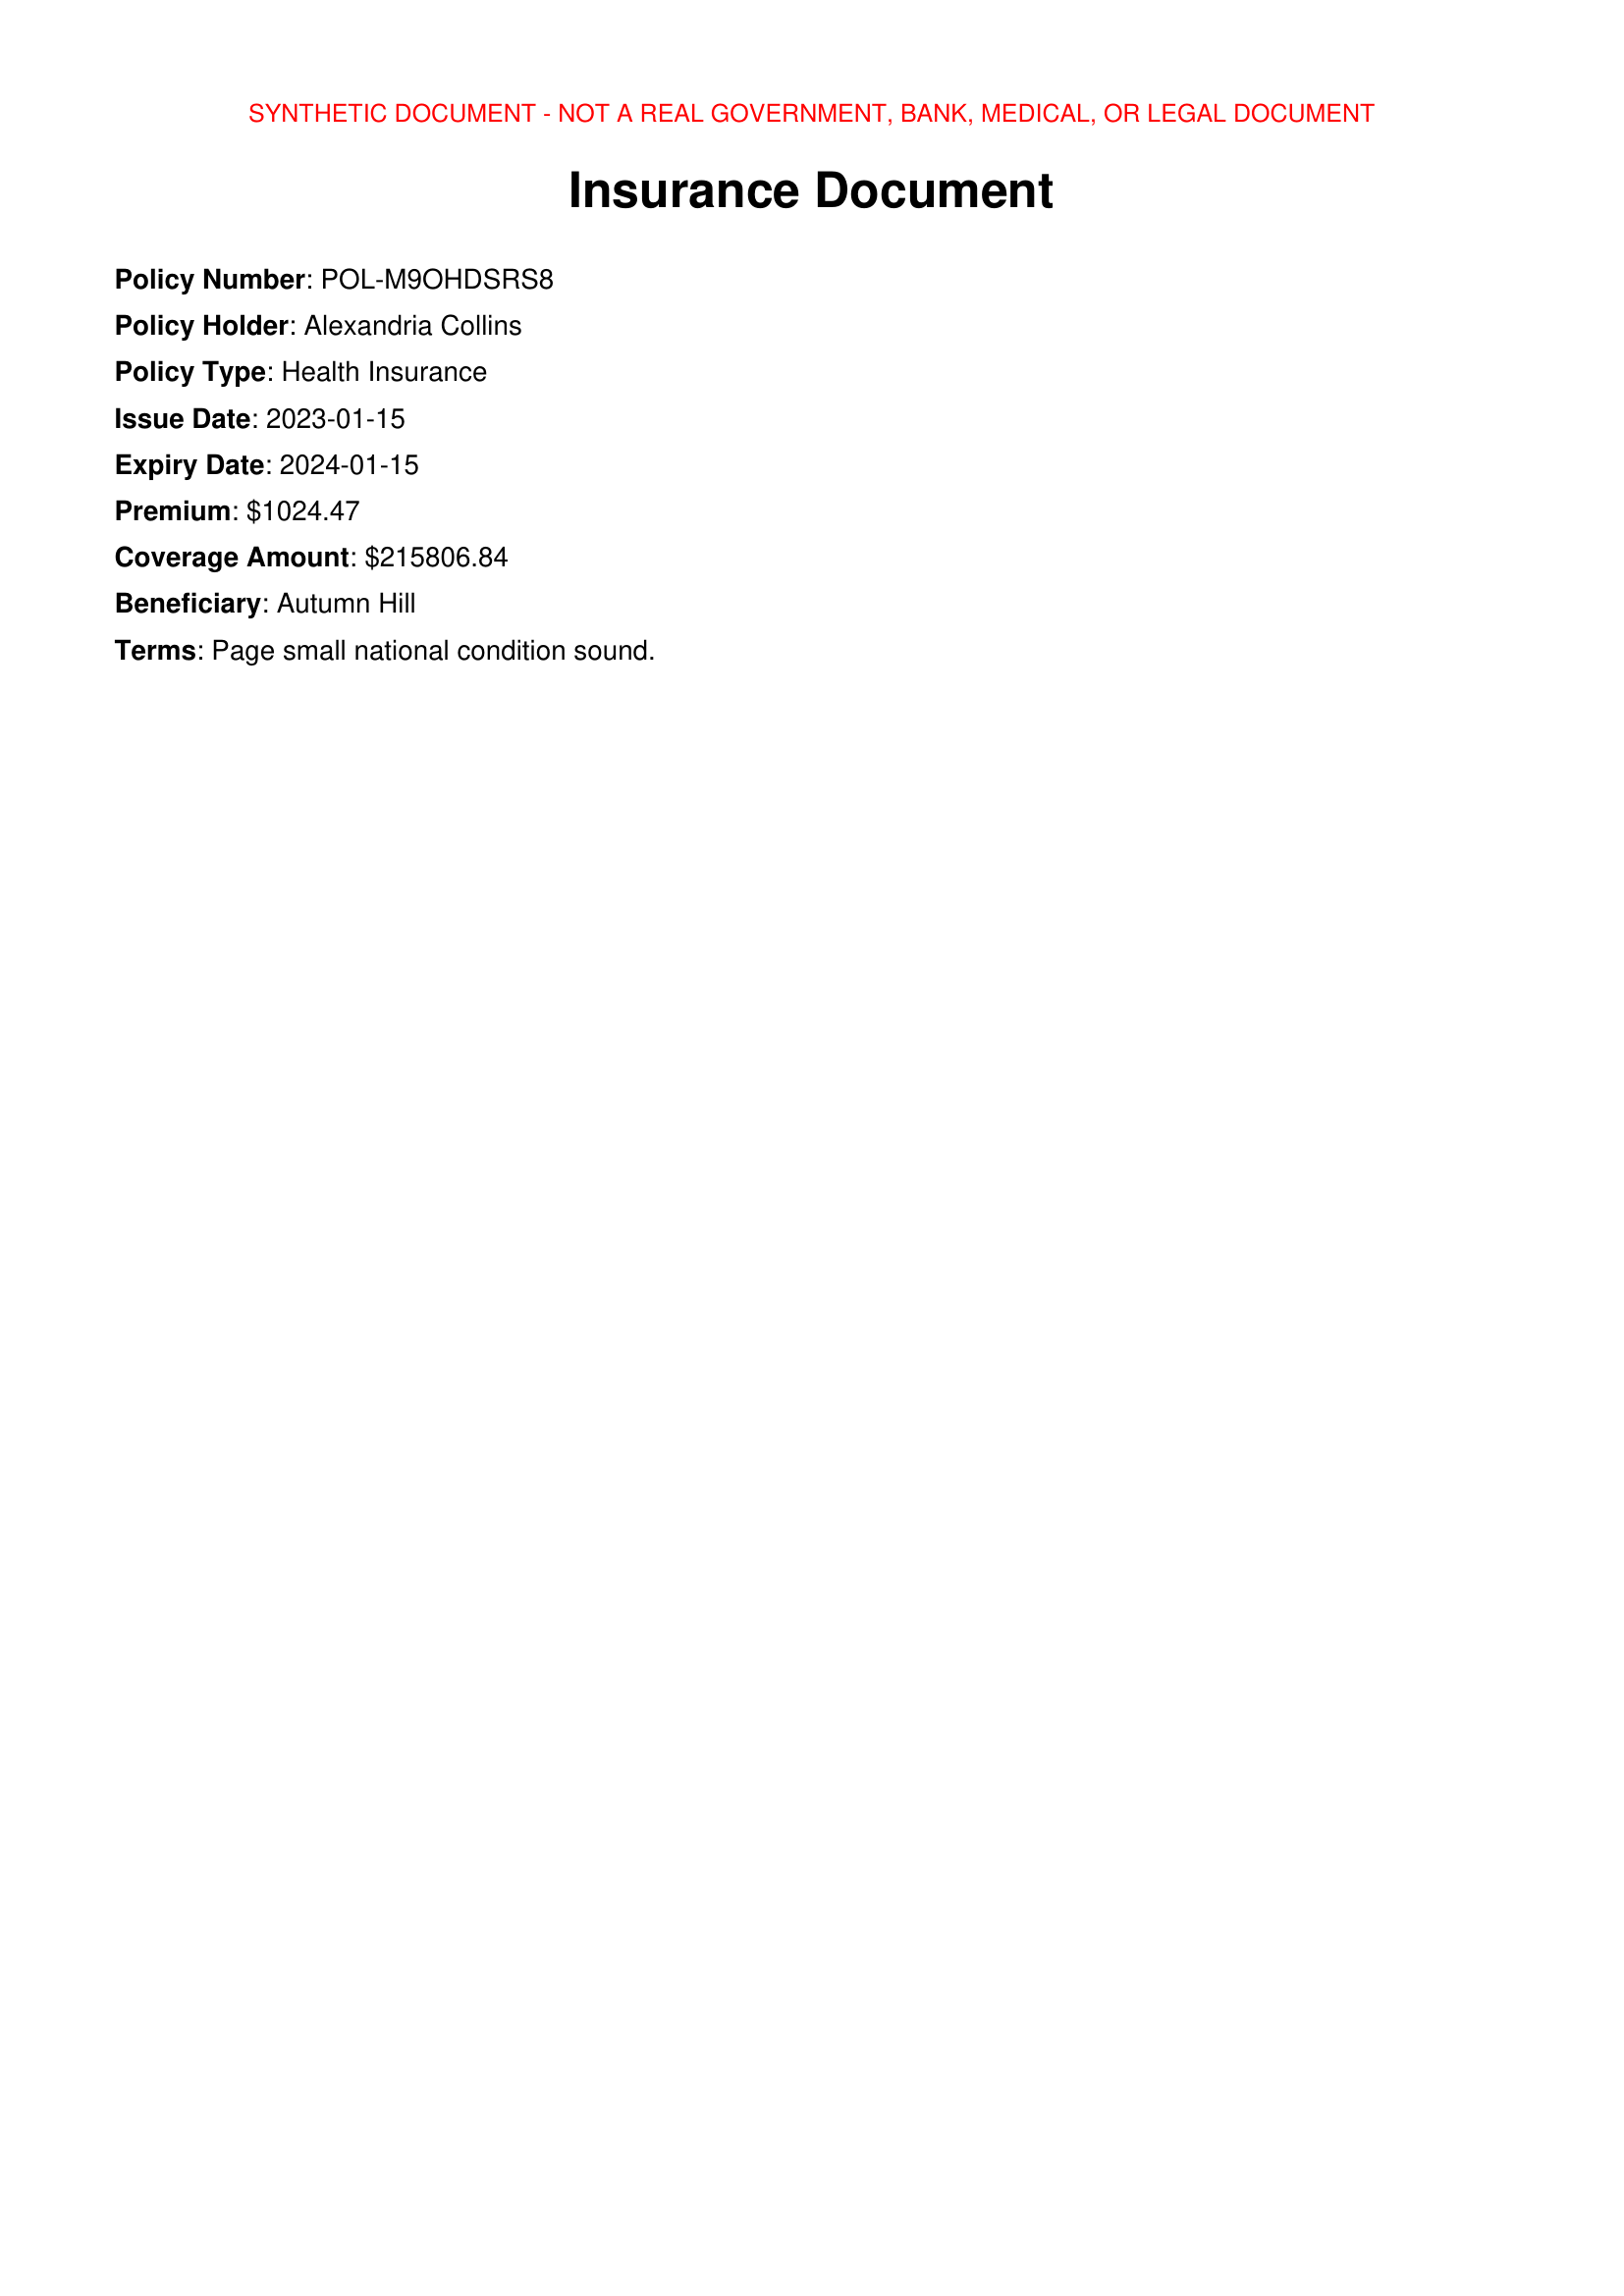 SYNTHETIC DOCUMENT - NOT A REAL GOVERNMENT, BANK, MEDICAL, OR LEGAL DOCUMENT
Insurance Document
Policy Number: POL-M9OHDSRS8
Policy Holder: Alexandria Collins
Policy Type: Health Insurance
Issue Date: 2023-01-15
Expiry Date: 2024-01-15
Premium: $1024.47
Coverage Amount: $215806.84
Beneficiary: Autumn Hill
Terms: Page small national condition sound.